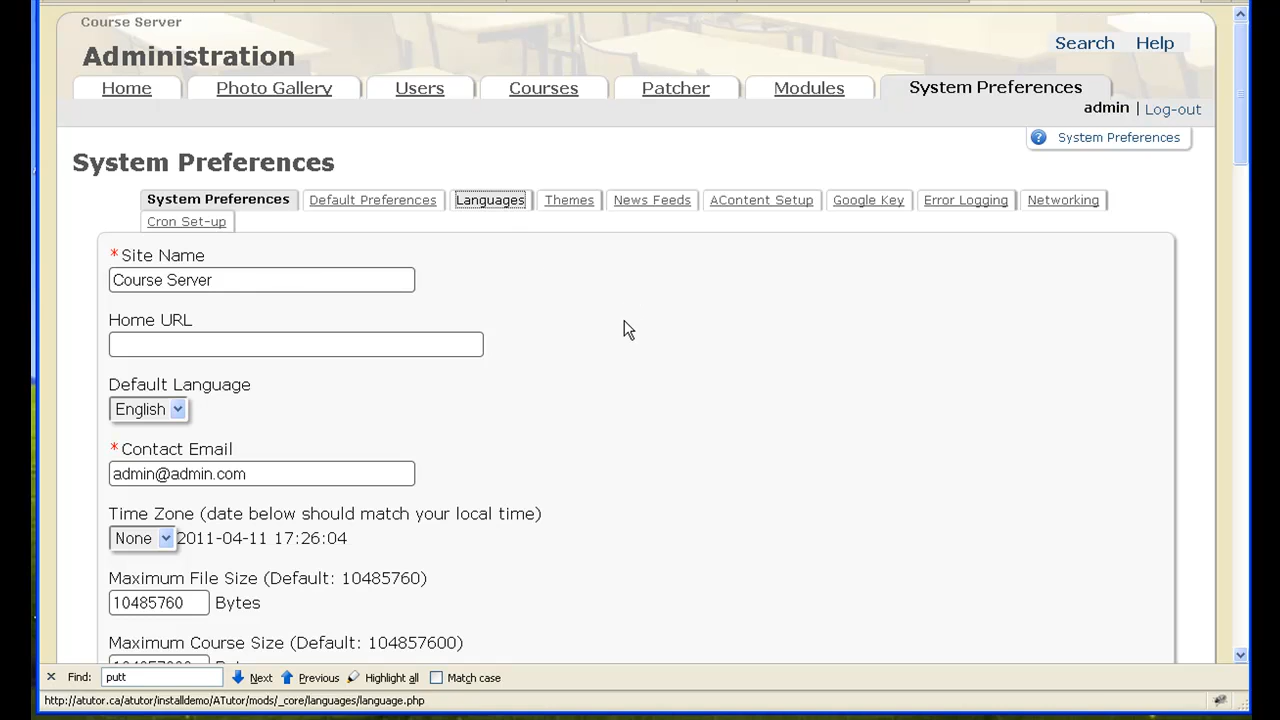 Course Server
Administration
Search Help
Home Photo Gallery Users Courses Patcher Modules System Preferences
admin | Log-out
? System Preferences
System Preferences
System Preferences Default Preferences Languages Themes News Feeds AContent Setup Google Key Error Logging Networking
Cron Set-up
*Site Name
Course Server
Home URL
Default Language
English
*Contact Email
admin@admin.com
Time Zone (date below should match your local time)
None 2011-04-11 17:26:04
Maximum File Size (Default: 10485760)
10485760 Bytes
Maximum Course Size (Default: 104857600)
Find: putt Next Previous Highlight all Match case
http://atutor.ca/atutor/installdemo/ATutor/mods/_core/languages/language.php